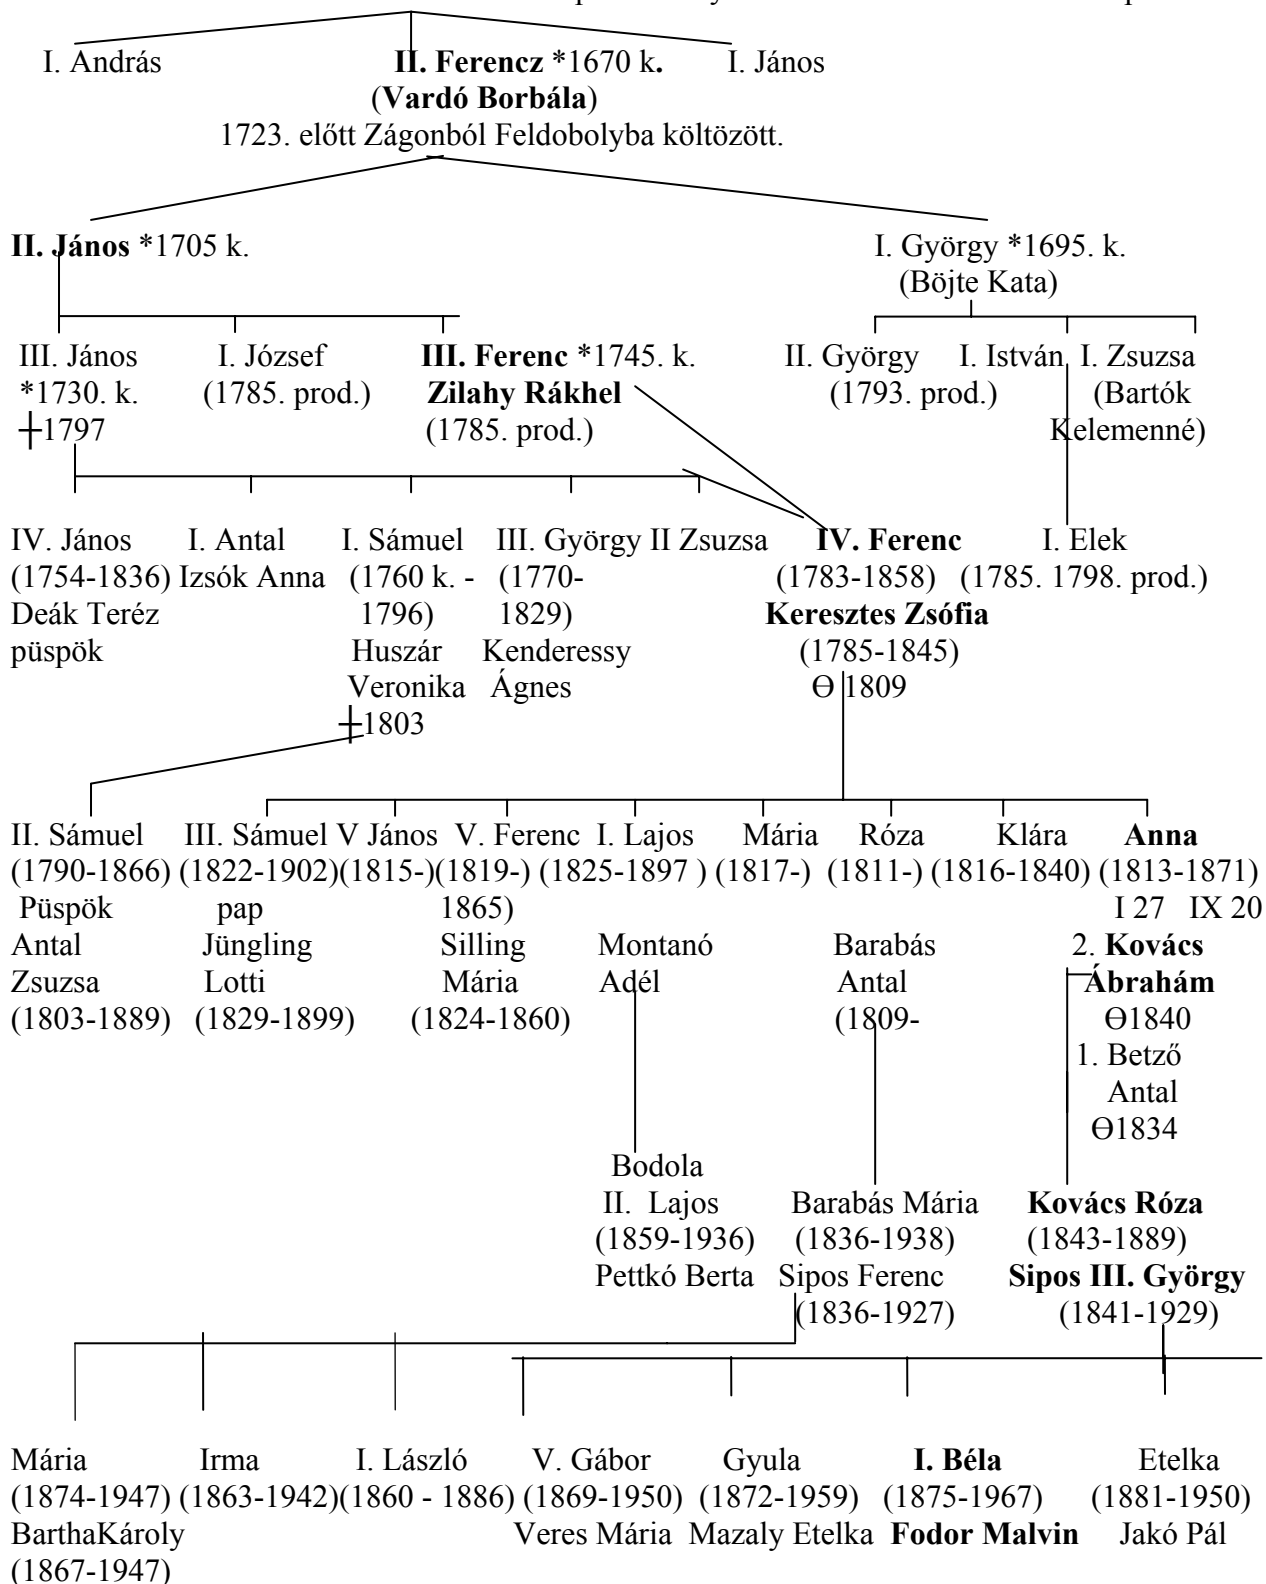 I. András II. Ferencz *1670 k. I. János
(Vardó Borbála)
1723. előtt Zágonból Feldobolyba költözött.
II. János *1705 k. I. György *1695. k.
(Böjte Kata)
III. János I. József III. Ferenc *1745. k. II. György I. István I. Zsuzsa
*1730. k. (1785. prod.) Zilahy Rákhel (1793. prod.) (Bartók
┼1797 (1785. prod.) Kelemenné)
IV. János I. Antal I. Sámuel III. György II Zsuzsa IV. Ferenc I. Elek
(1754-1836) Izsók Anna (1760 k. - (1770- (1783-1858) (1785. 1798. prod.)
Deák Teréz 1796) 1829) Keresztes Zsófia
püspök Huszár Kenderessy (1785-1845)
Veronika Ágnes Ө 1809
┼1803
II. Sámuel III. Sámuel V János V. Ferenc I. Lajos Mária Róza Klára Anna
(1790-1866) (1822-1902)(1815-)(1819-) (1825-1897 ) (1817-) (1811-) (1816-1840) (1813-1871)
Püspök pap 1865) I 27 IX 20
Antal Jüngling Silling Montanó Barabás 2. Kovács
Zsuzsa Lotti Mária Adél Antal Ábrahám
(1803-1889) (1829-1899) (1824-1860) (1809- Ө1840
1. Betző
Antal
Ө1834
Bodola
II. Lajos Barabás Mária Kovács Róza
(1859-1936) (1836-1938) (1843-1889)
Pettkó Berta Sipos Ferenc Sipos III. György
(1836-1927) (1841-1929)
Mária Irma I. László V. Gábor Gyula I. Béla Etelka
(1874-1947) (1863-1942)(1860 - 1886) (1869-1950) (1872-1959) (1875-1967) (1881-1950)
BarthaKároly Veres Mária Mazaly Etelka Fodor Malvin Jakó Pál
(1867-1947)